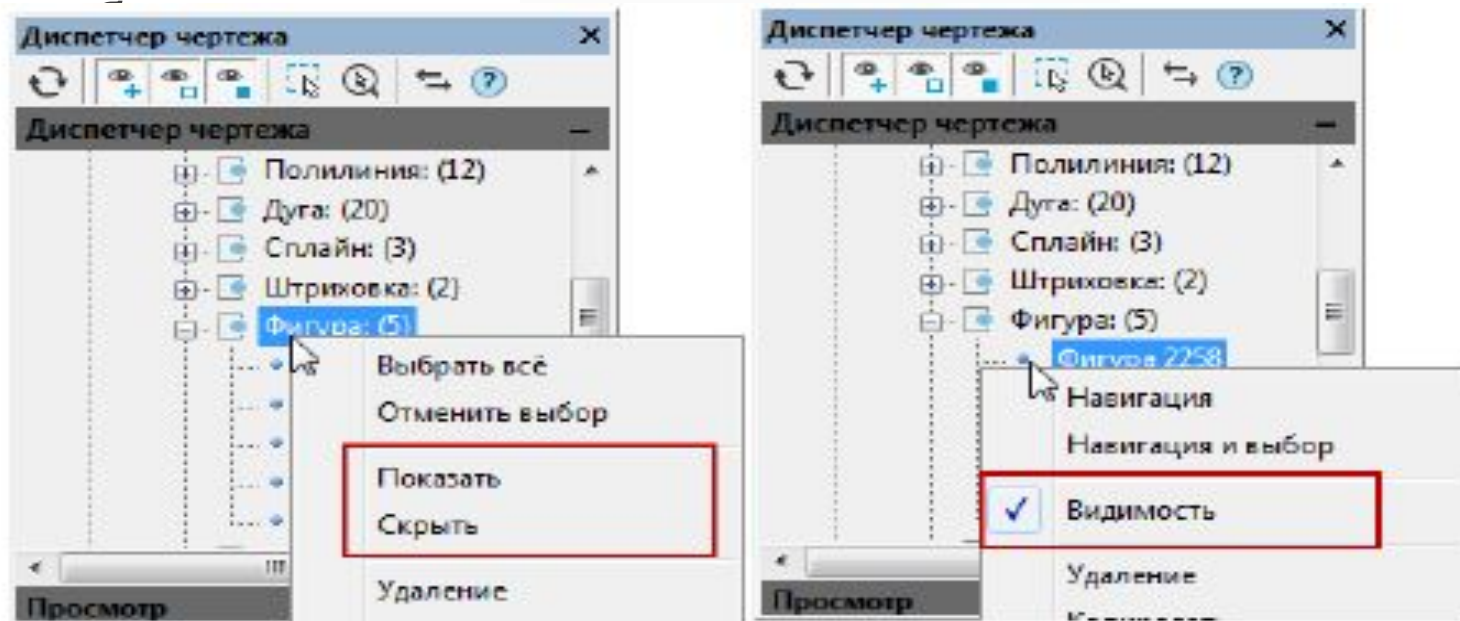 Диспетчер чертежа
Диспетчер чертежа
Полилиния: (12)
Дуга: (20)
Сплайн: (3)
Штриховка: (2)
Фигура: (5)
Выбрать всё
Отменить выбор
Показать
Скрыть
Удаление
Просмотр
Диспетчер чертежа
Диспетчер чертежа
Полилиния: (12)
Дуга: (20)
Сплайн: (3)
Штриховка: (2)
Фигура: (5)
Фигура 2258
Навигация
Навигация и выбор
Видимость
Удаление
Просмотр